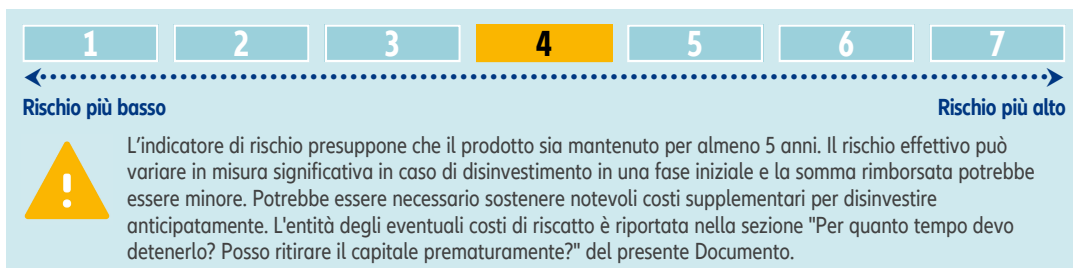 1 2 3 4 5 6 7
Rischio più basso Rischio più alto
L'indicatore di rischio presuppone che il prodotto sia mantenuto per almeno 5 anni. Il rischio effettivo può
variare in misura significativa in caso di disinvestimento in una fase iniziale e la somma rimborsata potrebbe
essere minore. Potrebbe essere necessario sostenere notevoli costi supplementari per disinvestire
anticipatamente. L'entità degli eventuali costi di riscatto è riportata nella sezione "Per quanto tempo devo
detenerlo? Posso ritirare il capitale prematuramente?" del presente Documento.